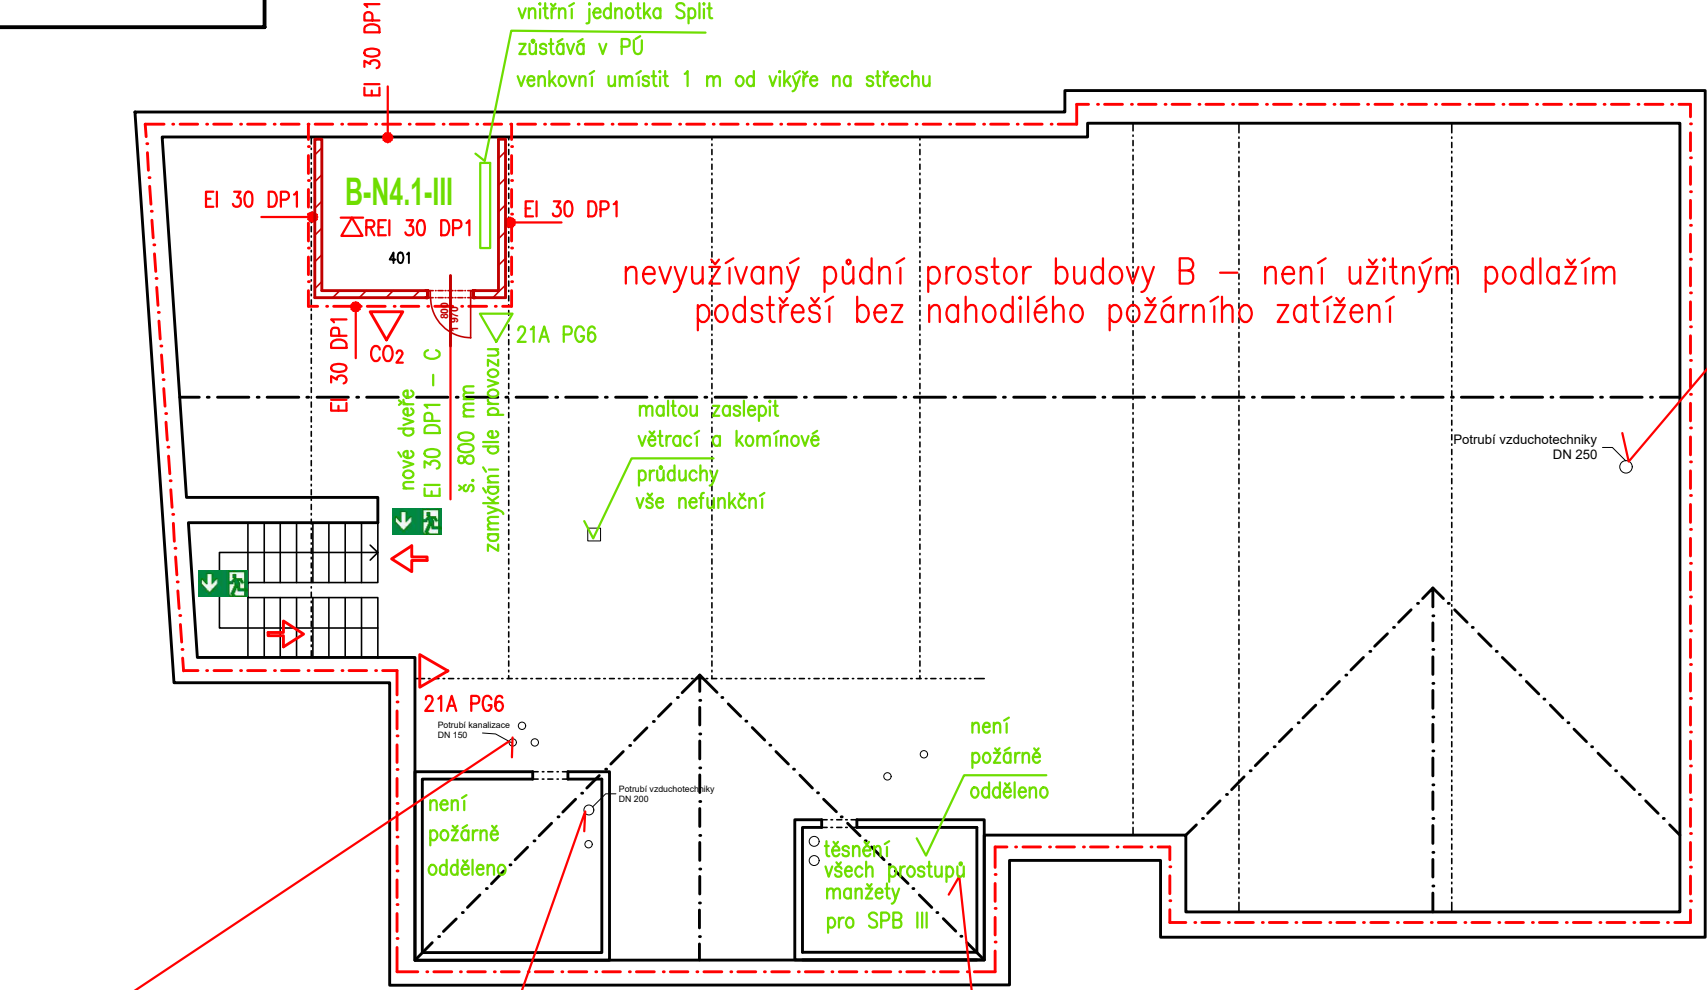 EI 30 DP1
vnitřní jednotka Split
zůstává v PÚ
venkovní umístit 1 m od vikýře na střechu
EI 30 DP1
B-N4.1-III
REI 30 DP1
401
EI 30 DP1
nevyužívaný půdní prostor budovy B – není užitným podlažím
podstřeší bez nahodilého požárního zatížení
EI 30 DP1
CO2
800
1 970
21A PG6
nové dveře
EI 30 DP1 – C
š. 800 mm
zamykání dle provozu
maltou zaslepit
větrací a komínové
průduchy
vše nefunkční
Potrubí vzduchotechniky
DN 250
21A PG6
Potrubí kanalizace
DN 150
není
požárně
odděleno
Potrubí vzduchotechniky
DN 200
není
požárně
odděleno
těsnění
všech prostupů
manžety
pro SPB III